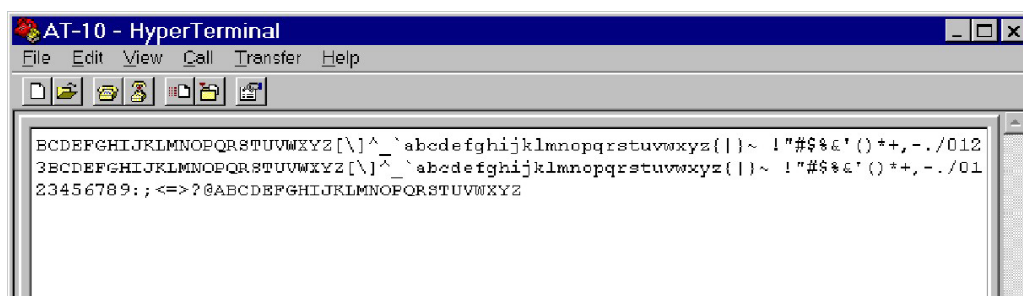 AT-10 - HyperTerminal
File Edit View Call Transfer Help
BCDEFGHIJKLMNOPQRSTUVWXYZ[\]^_`abcdefghijklmnopqrstuvwxyz{|}~ !"#$%&'()*+,-./012
3BCDEFGHIJKLMNOPQRSTUVWXYZ[\]^_`abcdefghijklmnopqrstuvwxyz{|}~ !"#$%&'()*+,-./01
23456789:;<=>?@ABCDEFGHIJKLMNOPQRSTUVWXYZ